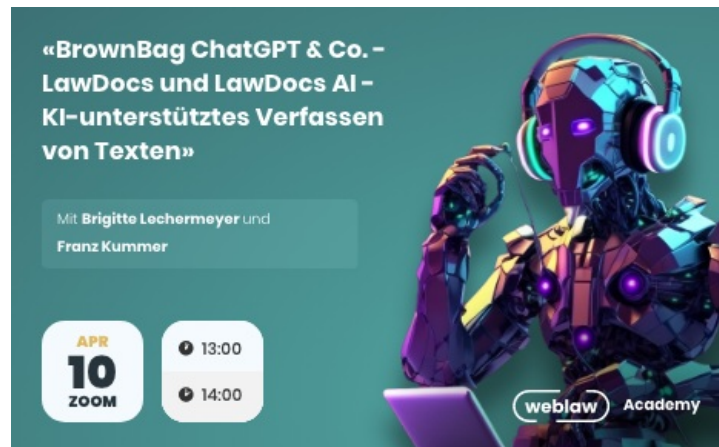 «BrownBag ChatGPT & Co. -
LawDocs und LawDocs AI -
KI-unterstütztes Verfassen
von Texten»
Mit Brigitte Lechermeyer und
Franz Kummer
APR
10
ZOOM
13:00
14:00
weblaw Academy